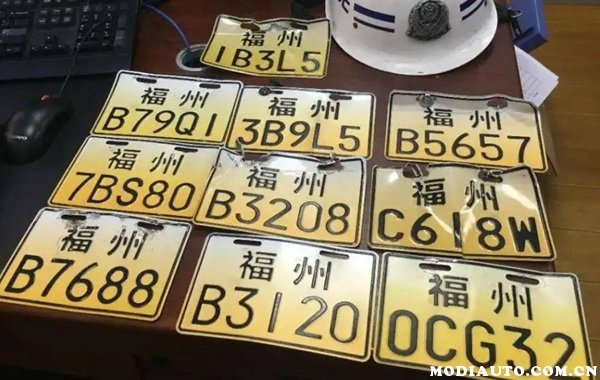 福州
1B3L5
福州
B79Q1
福州
3B9L5
福州
B5657
福州
7BS80
福州
B3208
福州
C618W
福州
B7688
福州
B3120
福州
0CG32
MODIAUTO.COM.CN